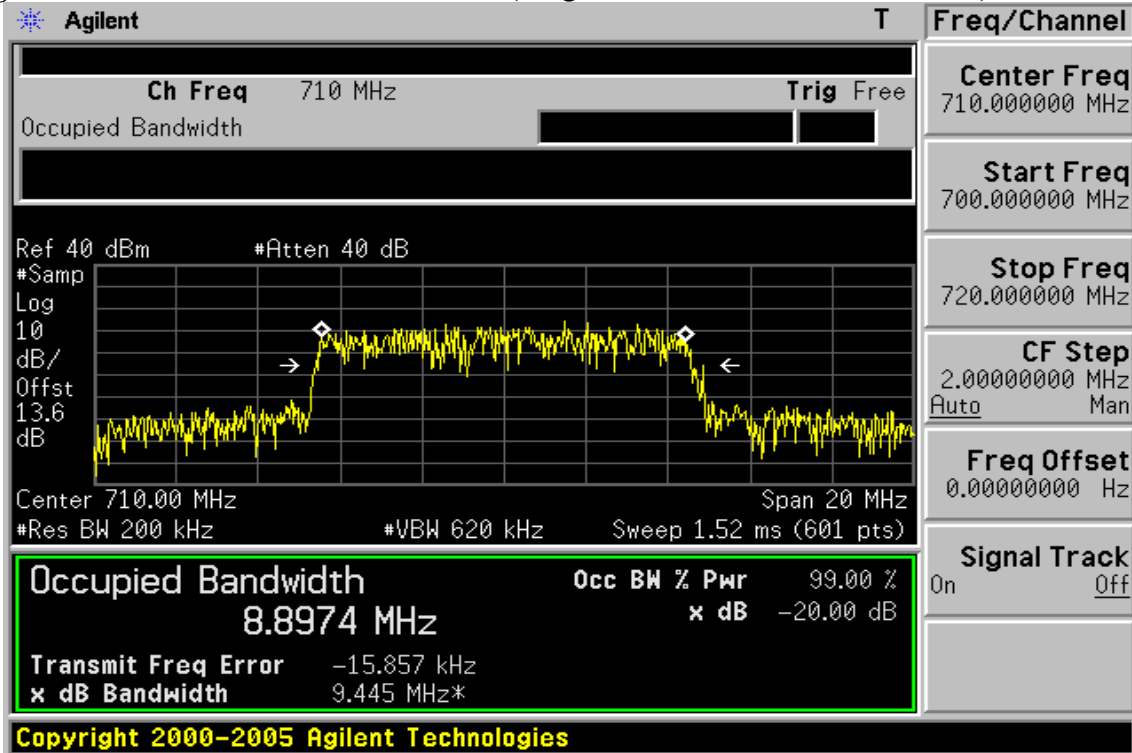 Agilent T Freq/Channel
Ch Freq 710 MHz Trig Free
Occupied Bandwidth
Center Freq
710.000000 MHz
Start Freq
700.000000 MHz
Stop Freq
720.000000 MHz
CF Step
2.00000000 MHz
Auto Man
Freq Offset
0.00000000 Hz
Signal Track
On Off
Ref 40 dBm #Atten 40 dB
#Samp
Log
10
dB/
Offst
13.6
dB
Center 710.00 MHz Span 20 MHz
#Res BW 200 kHz #VBW 620 kHz Sweep 1.52 ms (601 pts)
Occupied Bandwidth Occ BW % Pwr 99.00 %
8.8974 MHz x dB -20.00 dB
Transmit Freq Error -15.857 kHz
x dB Bandwidth 9.445 MHz*
Copyright 2000-2005 Agilent Technologies